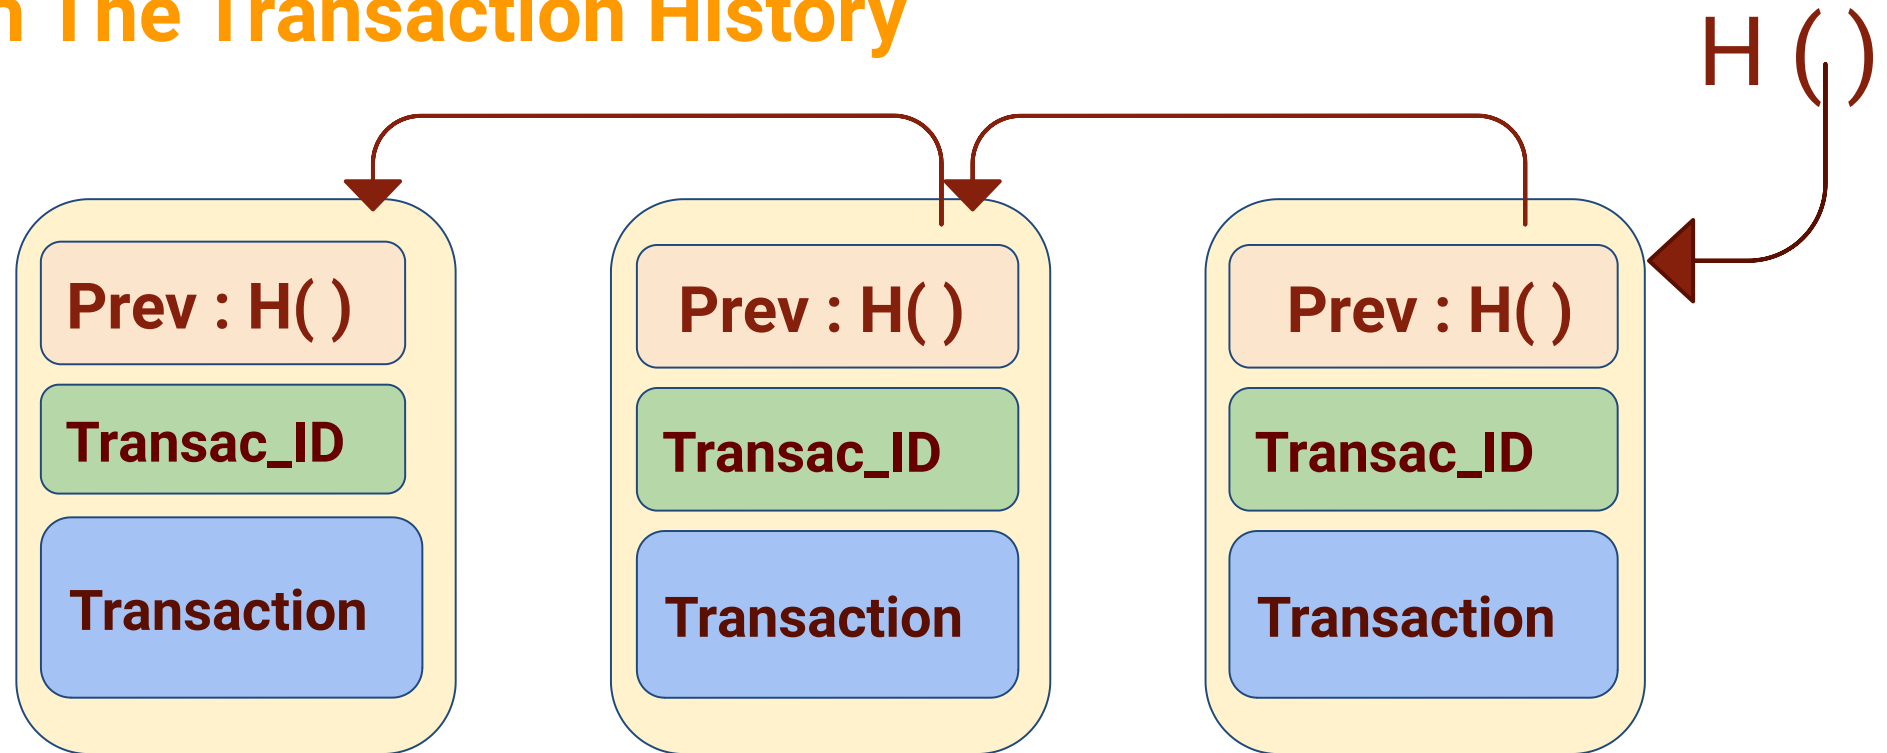 The Transaction History
H ( )
Prev : H( )
Transac_ID
Transaction
Prev : H( )
Transac_ID
Transaction
Prev : H( )
Transac_ID
Transaction